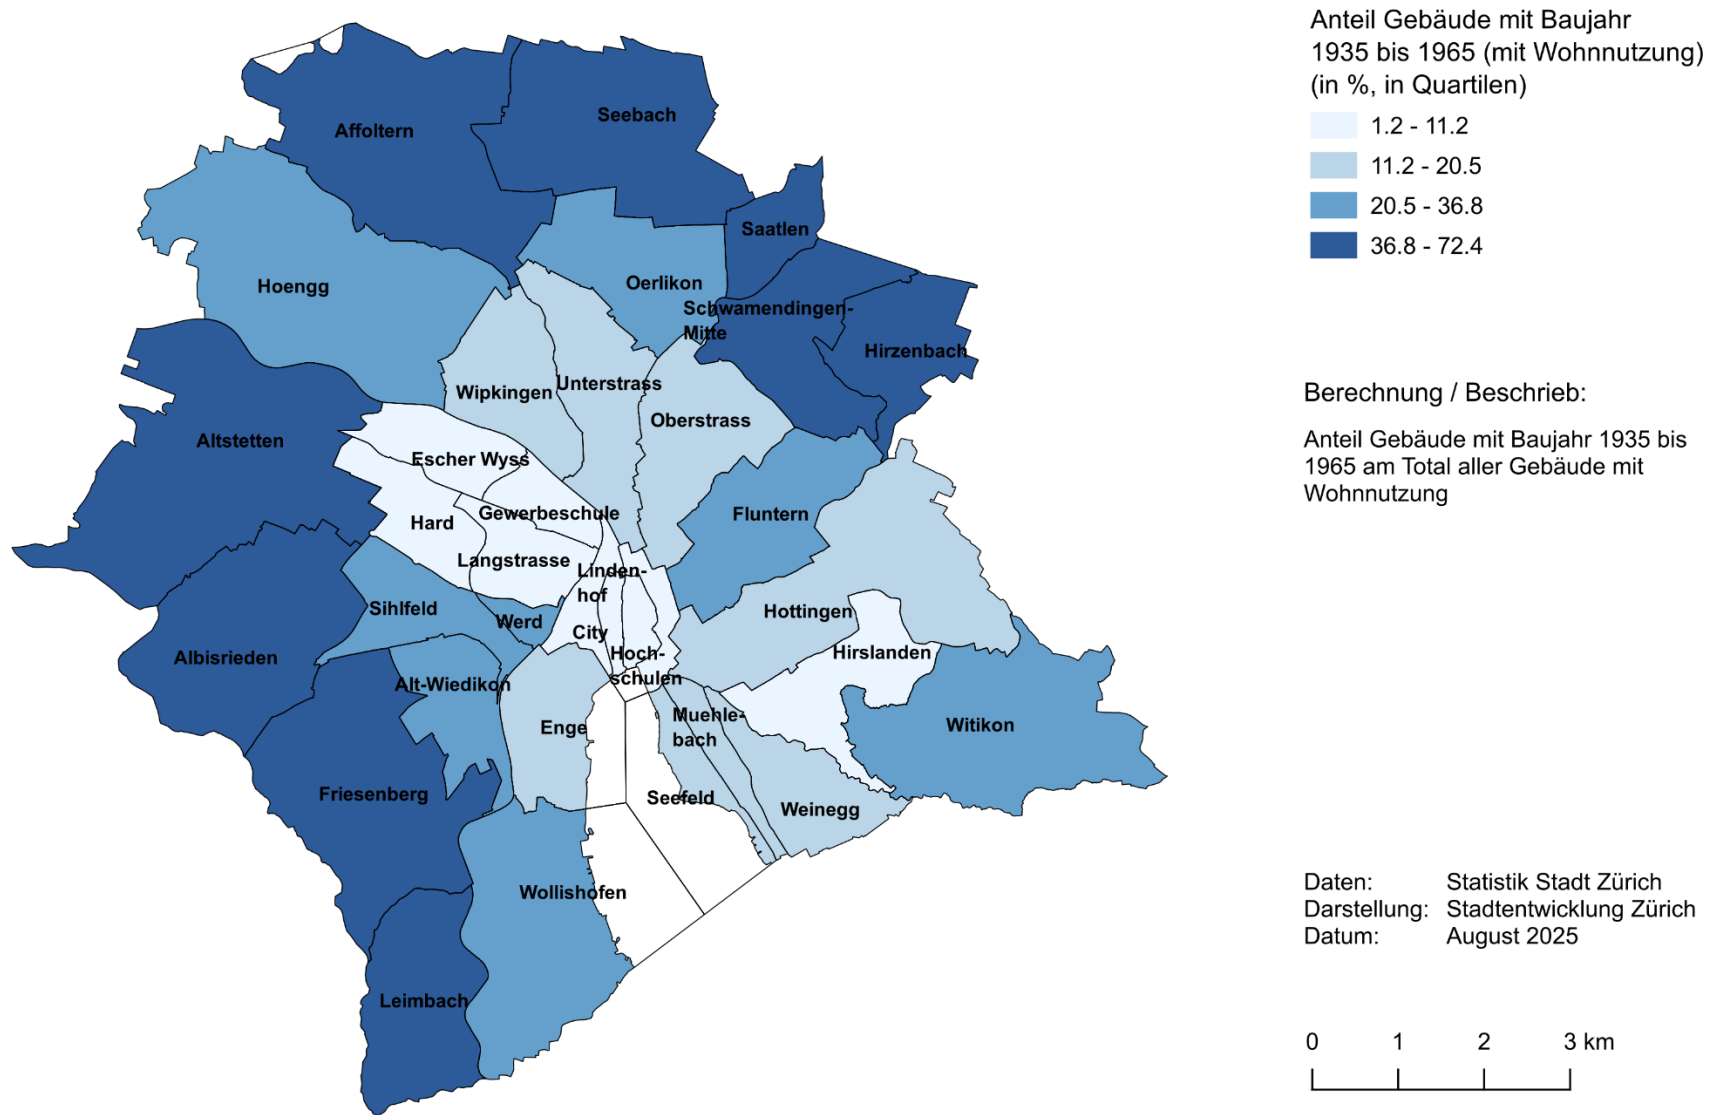 Anteil Gebäude mit Baujahr
1935 bis 1965 (mit Wohnnutzung)
(in %, in Quartilen)
1.2 - 11.2
11.2 - 20.5
20.5 - 36.8
36.8 - 72.4
Berechnung / Beschrieb:
Anteil Gebäude mit Baujahr 1935 bis
1965 am Total aller Gebäude mit
Wohnnutzung
Daten: Statistik Stadt Zürich
Darstellung: Stadtentwicklung Zürich
Datum: August 2025
0 1 2 3 km
Seebach
Affoltern
Saatlen
Oerlikon
Hoengg
Schwamendingen-
Mitte
Hirzenbach
Unterstrass
Wipkingen
Oberstrass
Altstetten
Escher Wyss
Gewerbeschule
Fluntern
Hard
Langstrasse
Linden-
hof
Sihlfeld
Hottingen
Werd
City
Hoch-
schulen
Hirslanden
Albisrieden
Alt-Wiedikon
Muehle-
bach
Enge
Witikon
Friesenberg
Seefeld
Weinegg
Wollishofen
Leimbach